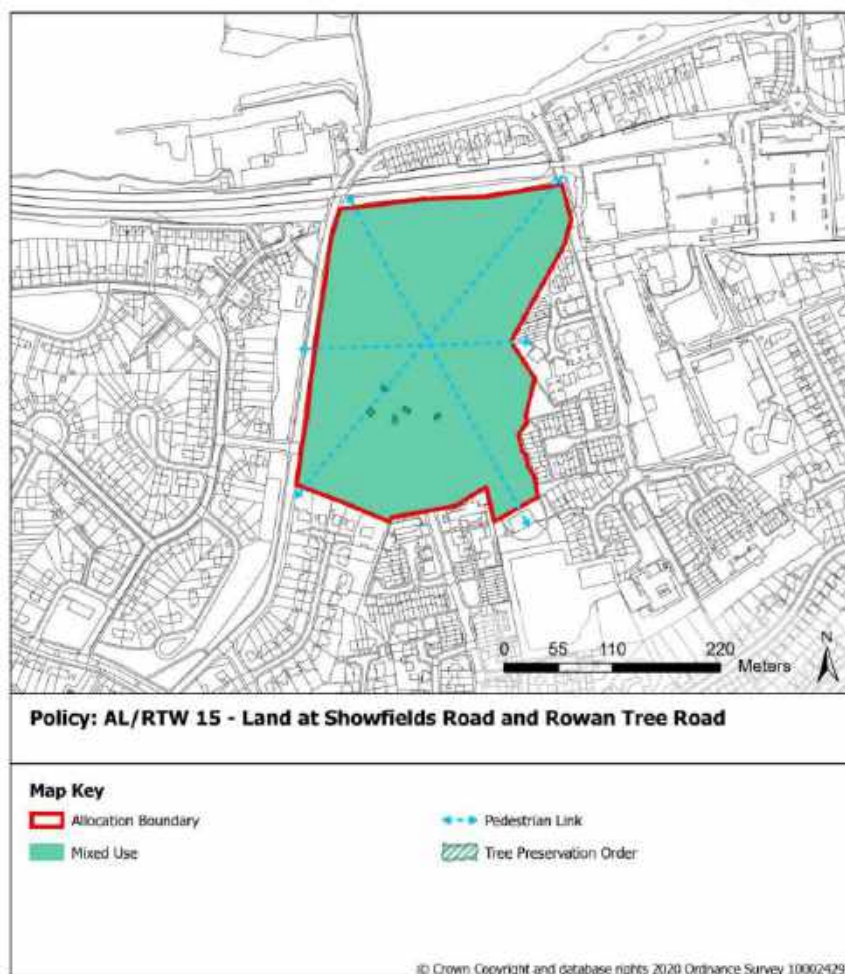 0 55 110 220
Meters
N
Policy: AL/RTW 15 - Land at Showfields Road and Rowan Tree Road
Map Key
Allocation Boundary
Pedestrian Link
Mixed Use
Tree Preservation Order
© Crown Copyright and database rights 2020 Ordnance Survey 10002429